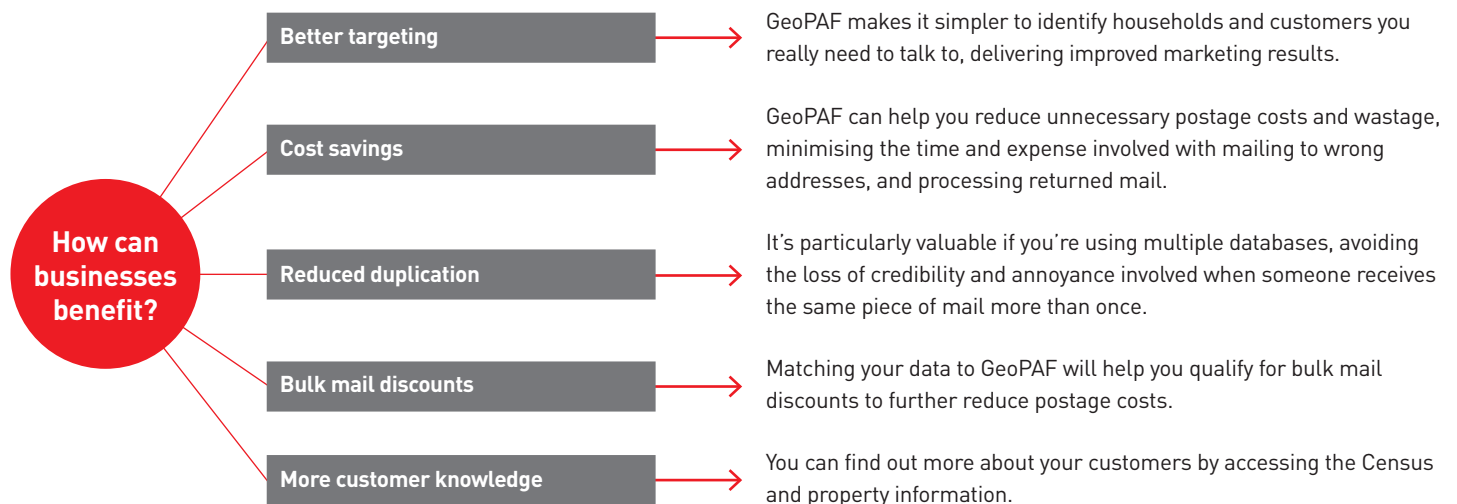 How can
businesses
benefit?
Better targeting
GeoPAF makes it simpler to identify households and customers you
really need to talk to, delivering improved marketing results.
Cost savings
GeoPAF can help you reduce unnecessary postage costs and wastage,
minimising the time and expense involved with mailing to wrong
addresses, and processing returned mail.
Reduced duplication
It’s particularly valuable if you’re using multiple databases, avoiding
the loss of credibility and annoyance involved when someone receives
the same piece of mail more than once.
Bulk mail discounts
Matching your data to GeoPAF will help you qualify for bulk mail
discounts to further reduce postage costs.
More customer knowledge
You can find out more about your customers by accessing the Census
and property information.